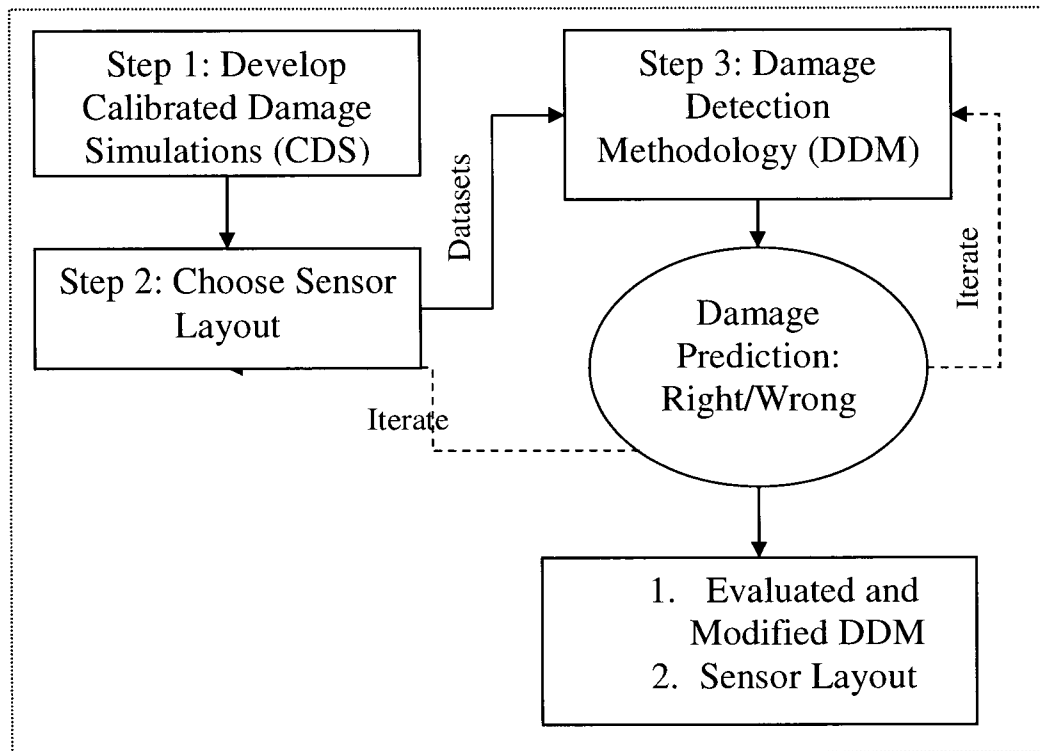 Step 1: Develop
Calibrated Damage
Simulations (CDS)
Step 2: Choose Sensor
Layout
Datasets
Step 3: Damage
Detection
Methodology (DDM)
Iterate
Damage
Prediction:
Right/Wrong
Iterate
1. Evaluated and
Modified DDM
2. Sensor Layout